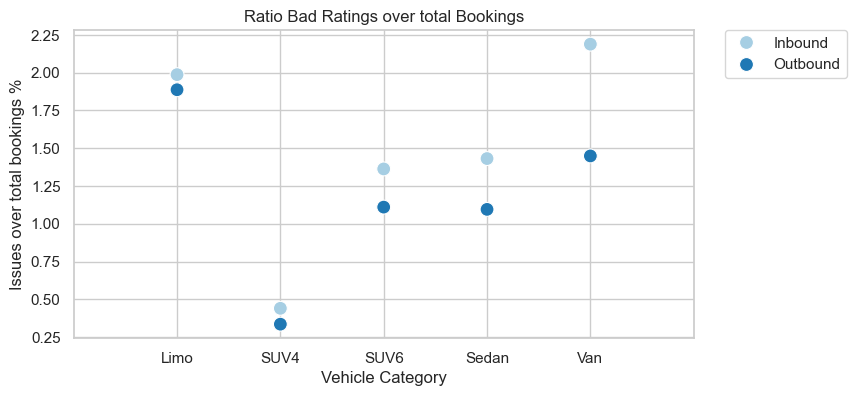 Ratio Bad Ratings over total Bookings
Inbound
Outbound
Issues over total bookings %
2.25
2.00
1.75
1.50
1.25
1.00
0.75
0.50
0.25
Limo
SUV4
SUV6
Sedan
Van
Vehicle Category